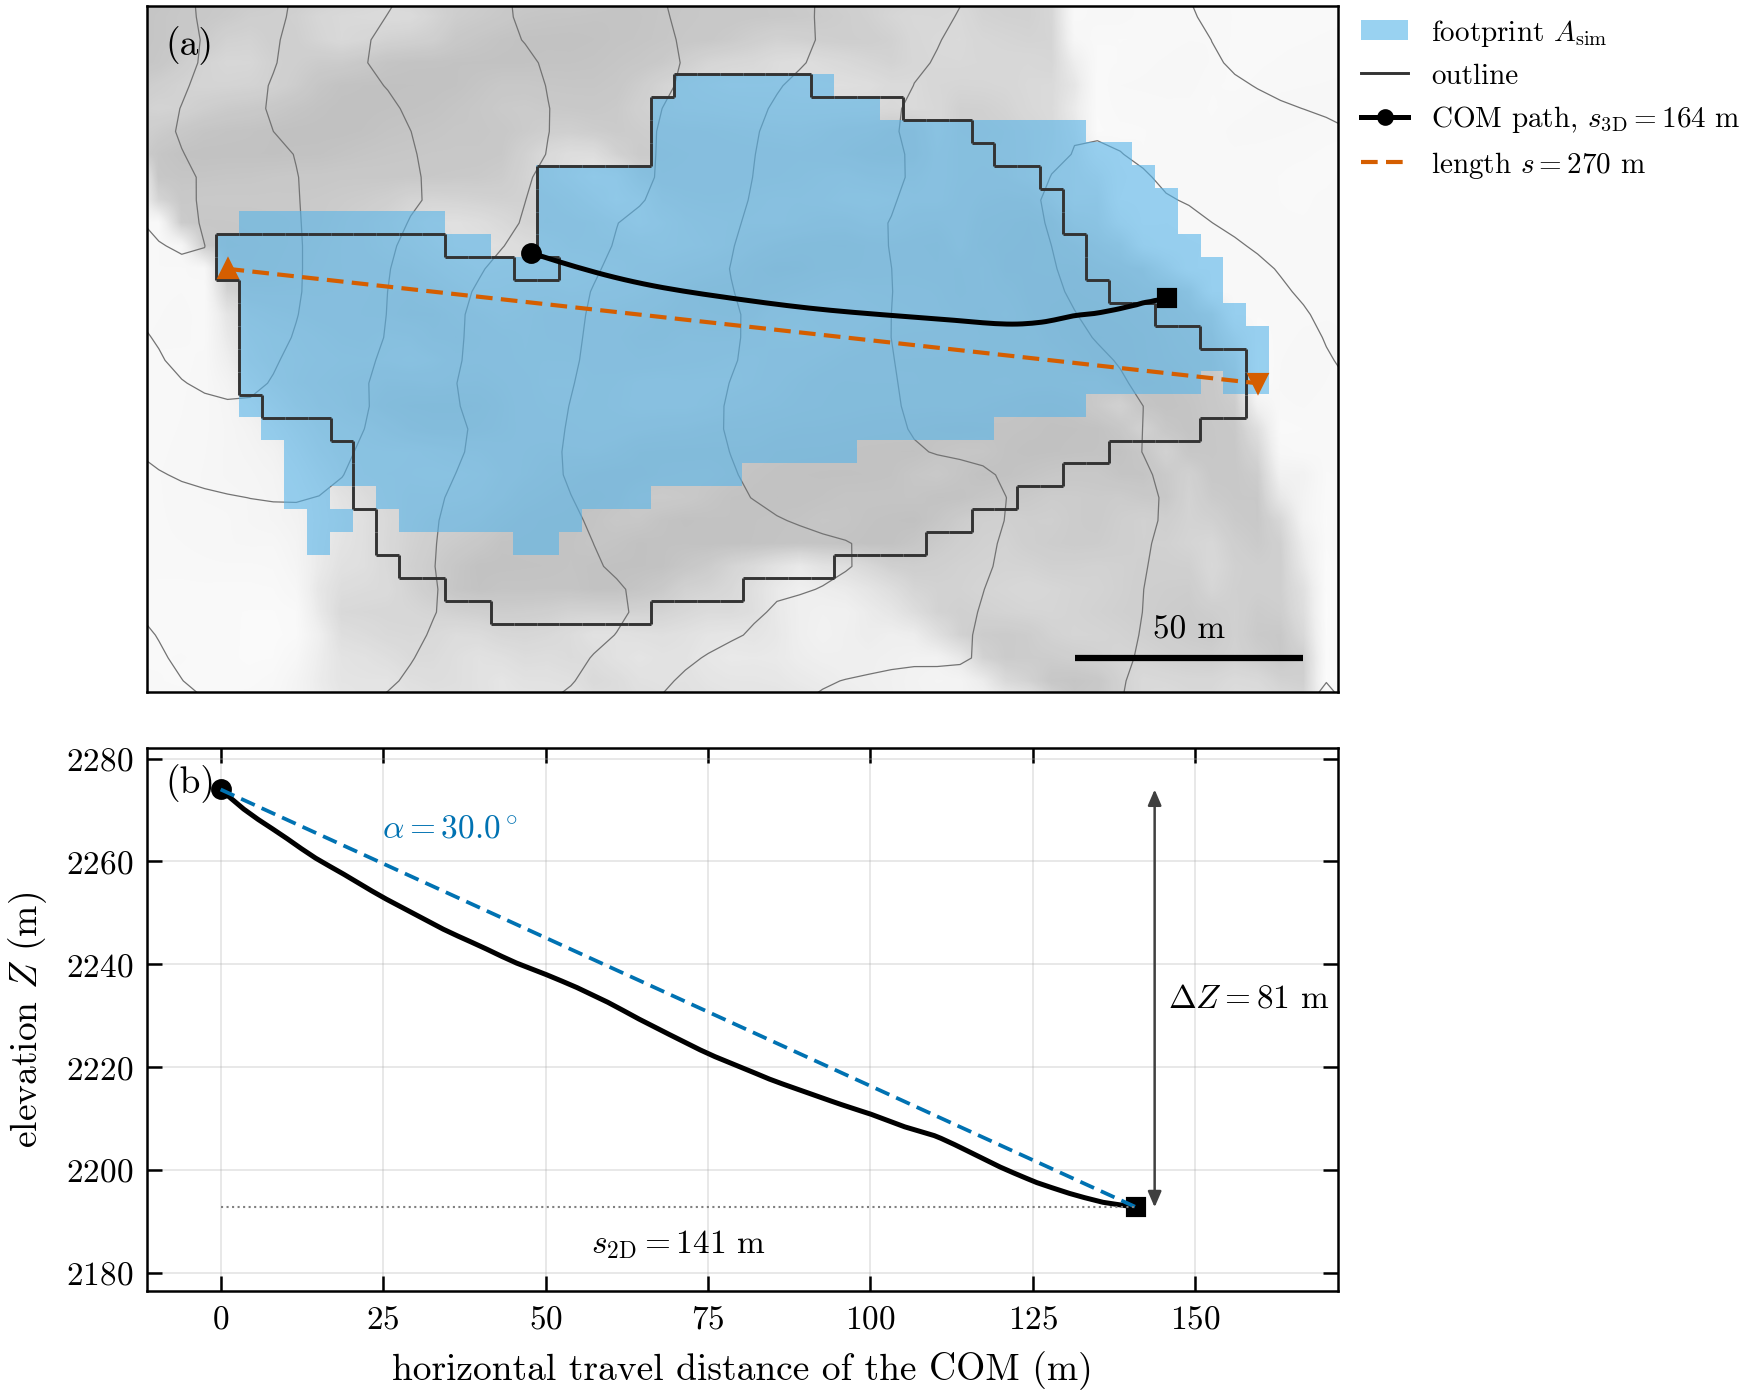 (a)
footprint A_sim
outline
COM path, s_3D = 164 m
length s = 270 m
50 m
(b)
α = 30.0°
ΔZ = 81 m
s_2D = 141 m
2280
2260
2240
2220
2200
2180
elevation Z (m)
0 25 50 75 100 125 150
horizontal travel distance of the COM (m)